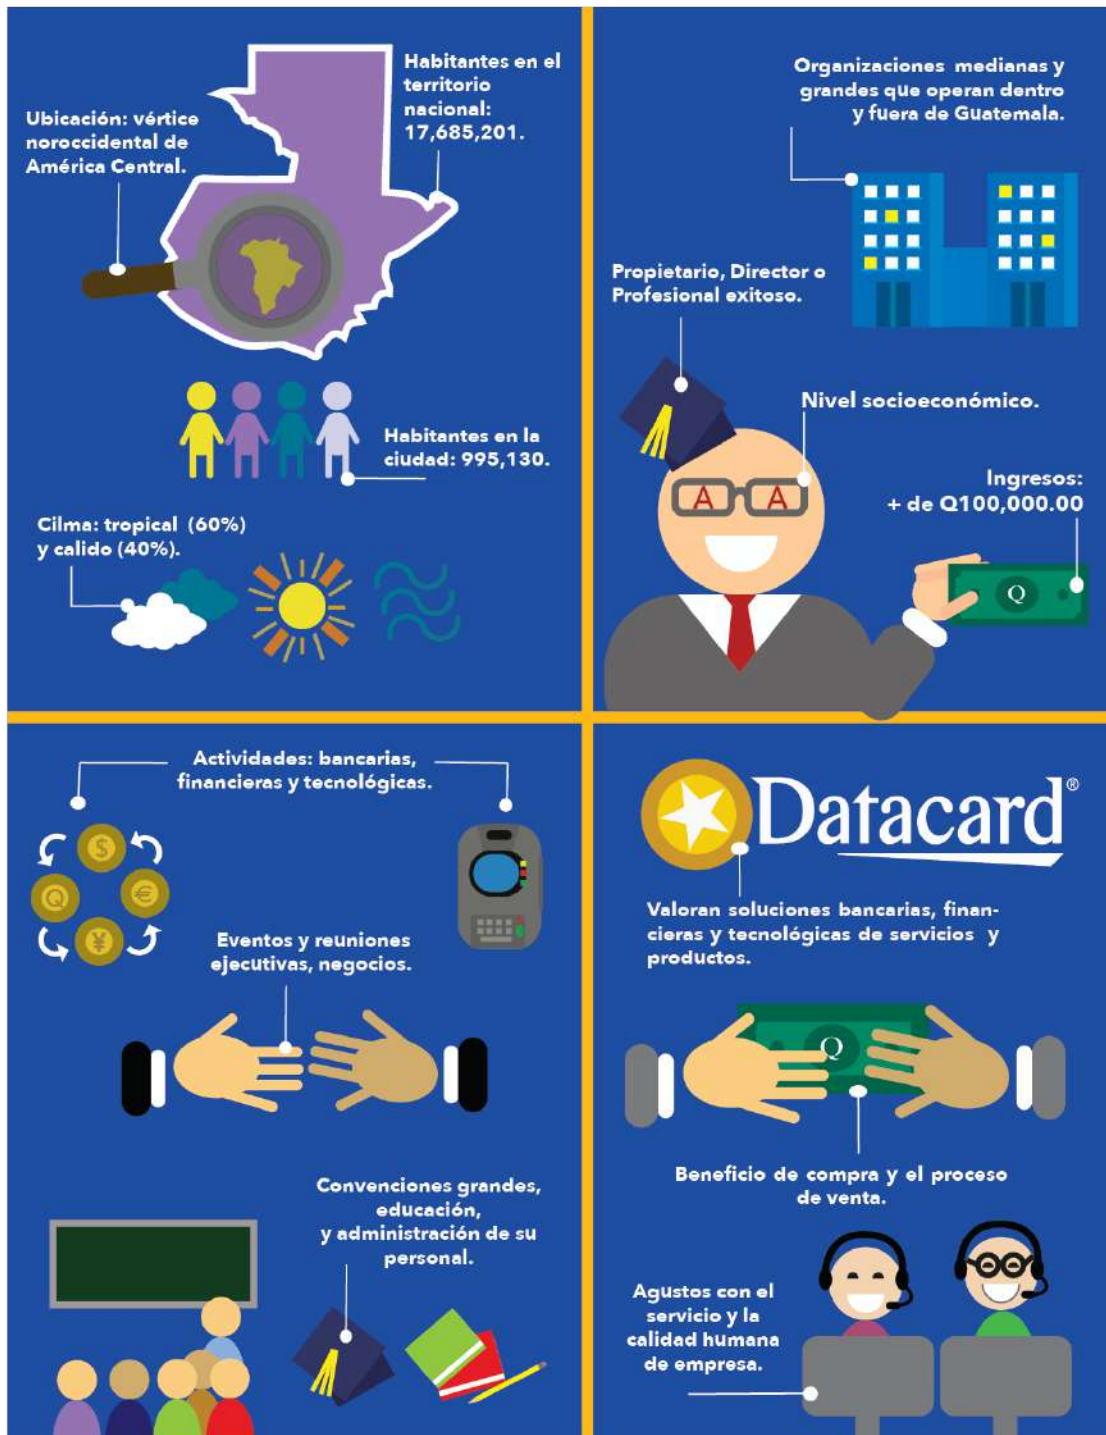 Habitantes en el
territorio
nacional:
17,685,201.
Ubicación: vértice
noroccidental de
América Central.
Habitantes en la
ciudad: 995,130.
Cilma: tropical (60%)
y calido (40%).
Organizaciones medianas y
grandes que operan dentro
y fuera de Guatemala.
Propietario, Director o
Profesional exitoso.
Nivel socioeconómico.
A A
Ingresos:
+ de Q100,000.00
Q
Actividades: bancarias,
financieras y tecnológicas.
$
Q €
¥
Eventos y reuniones
ejecutivas, negocios.
Convenciones grandes,
educación,
y administración de su
personal.
Datacard®
Valoran soluciones bancarias, finan-
cieras y tecnológicas de servicios y
productos.
Q
Beneficio de compra y el proceso
de venta.
Agustos con el
servicio y la
calidad humana
de empresa.